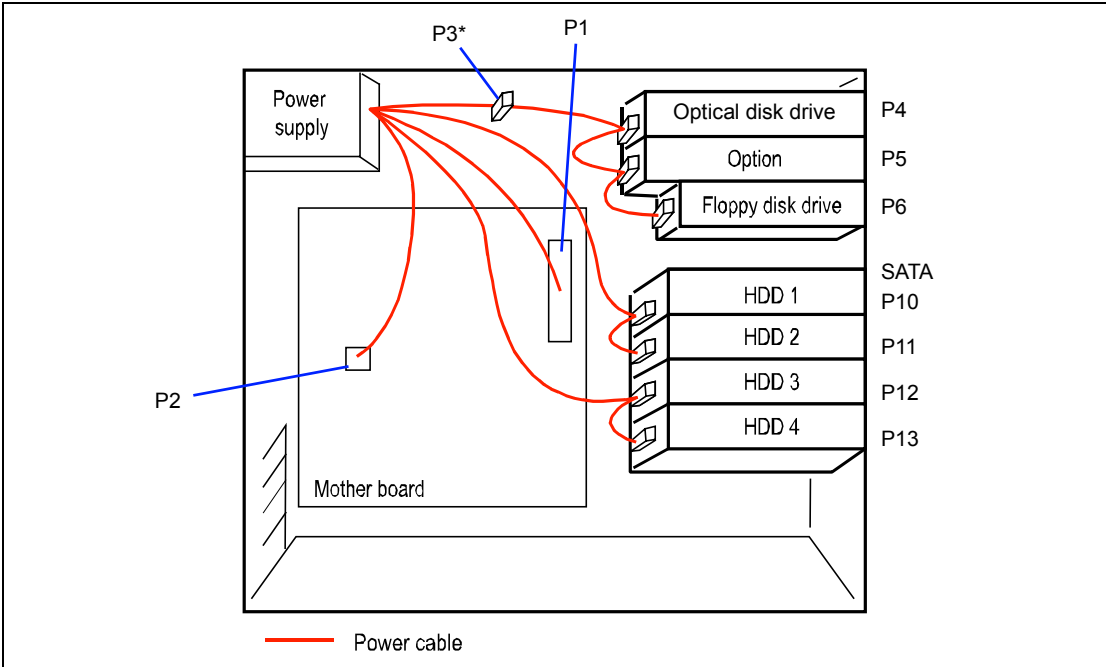 P3*
P1
Power
supply
Optical disk drive
P4
Option
P5
Floppy disk drive
P6
SATA
HDD 1
P10
HDD 2
P11
HDD 3
P12
HDD 4
P13
P2
Mother board
Power cable